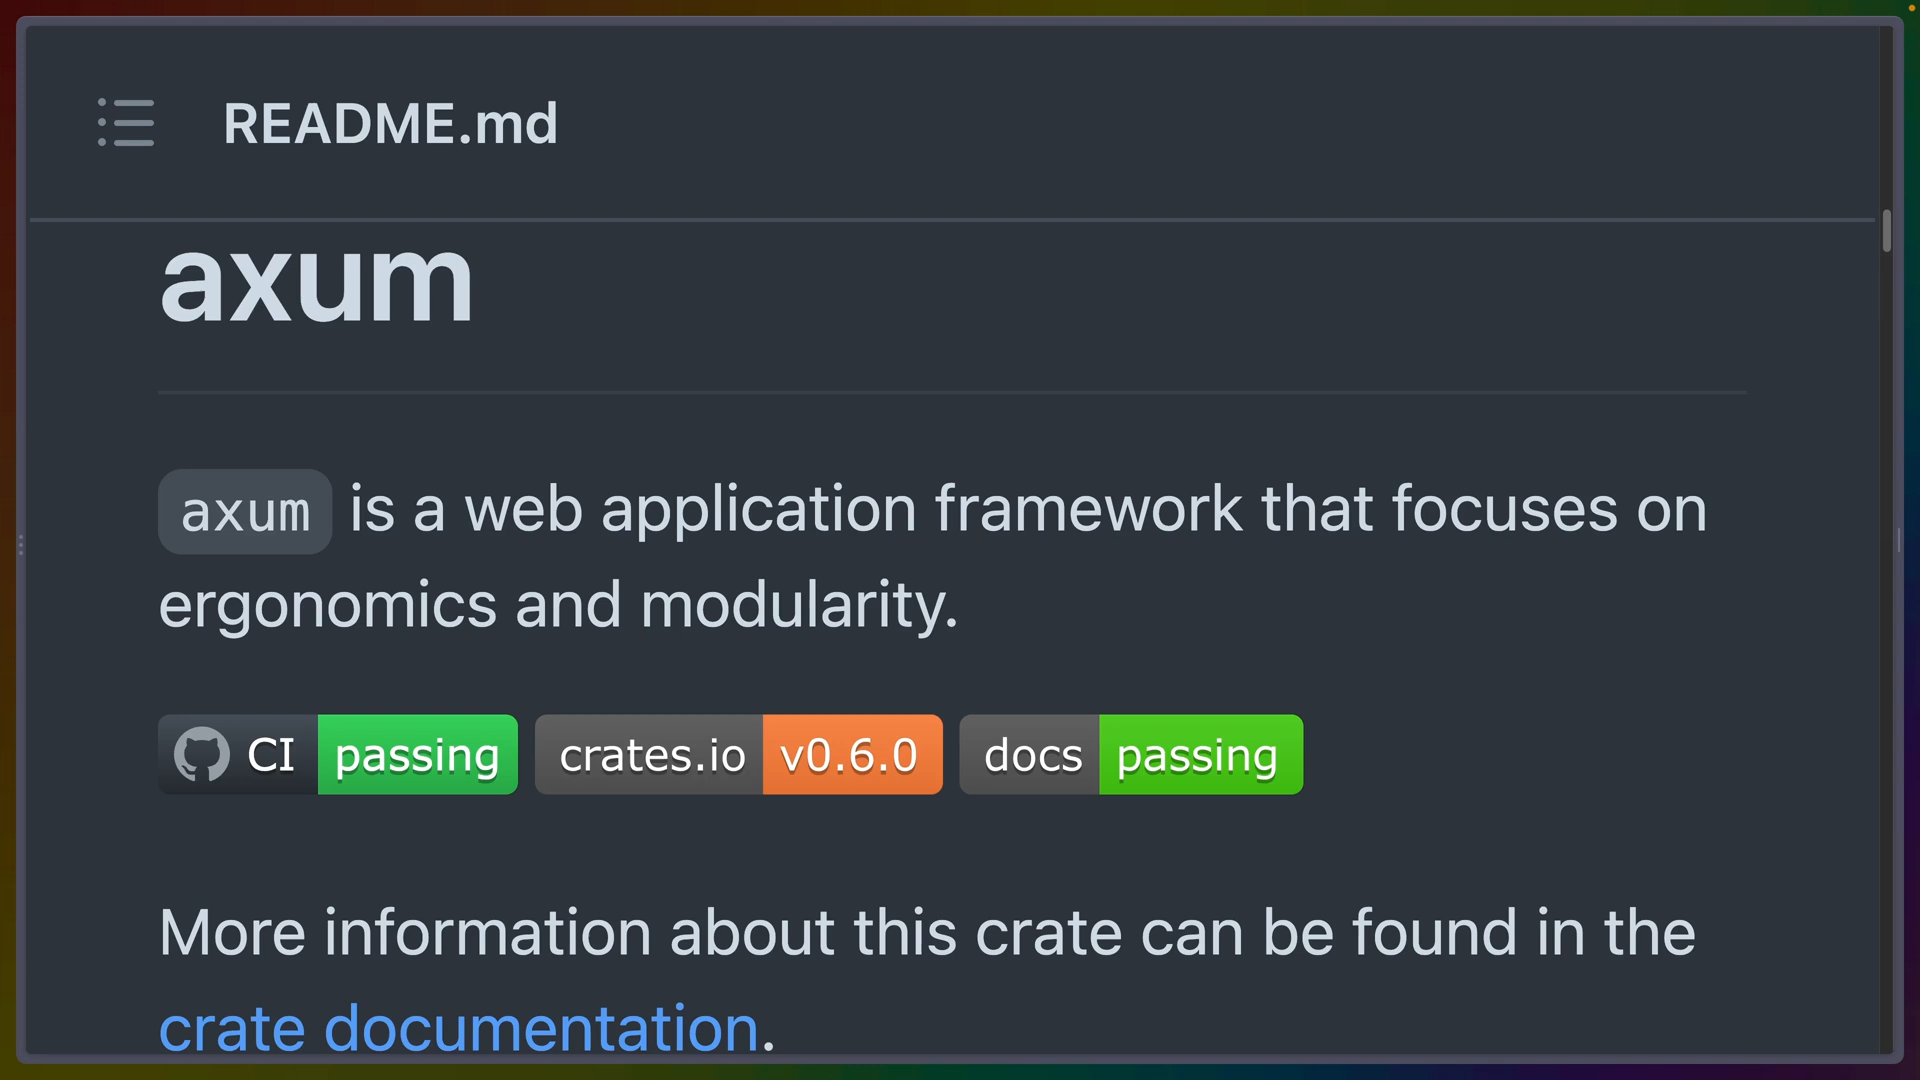 README.md
axum
axum is a web application framework that focuses on
ergonomics and modularity.
CI passing crates.io v0.6.0 docs passing
More information about this crate can be found in the
crate documentation.